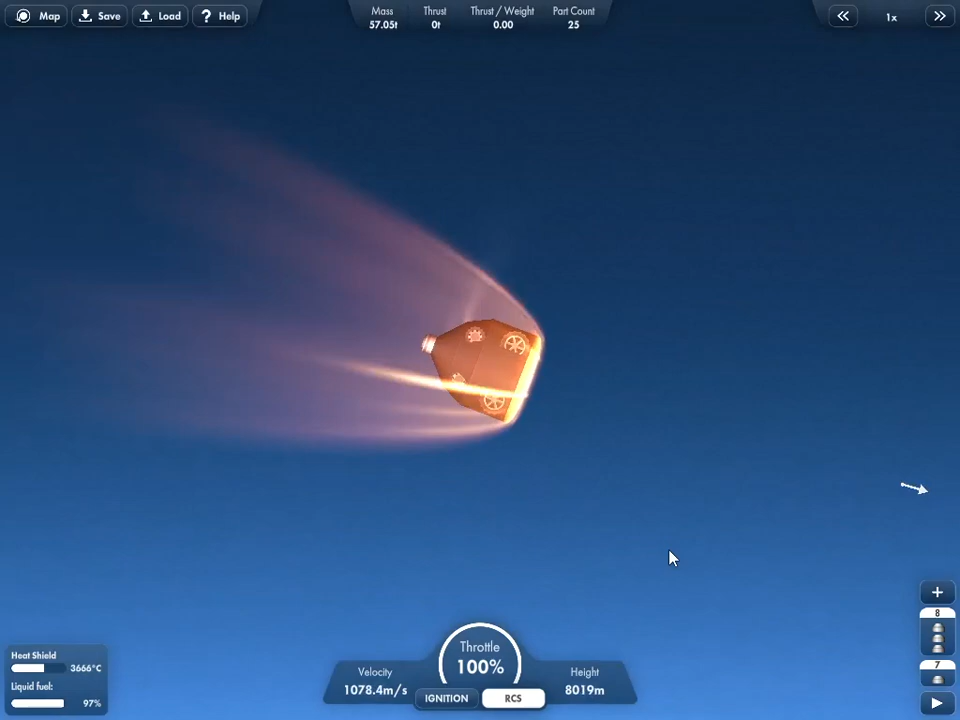 Map
Save
Load
? Help
Mass
57.05t
Thrust
0t
Thrust / Weight
0.00
Part Count
25
1x
Heat Shield
3666°C
Liquid fuel:
97%
Velocity
1078.4m/s
Throttle
100%
Height
8019m
IGNITION
RCS
8
7